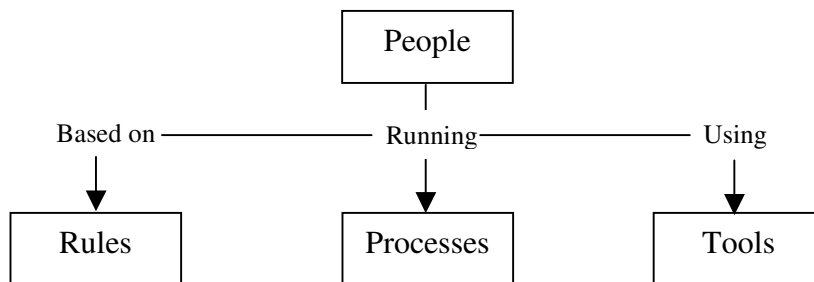 People
Based on Running Using
Rules Processes Tools